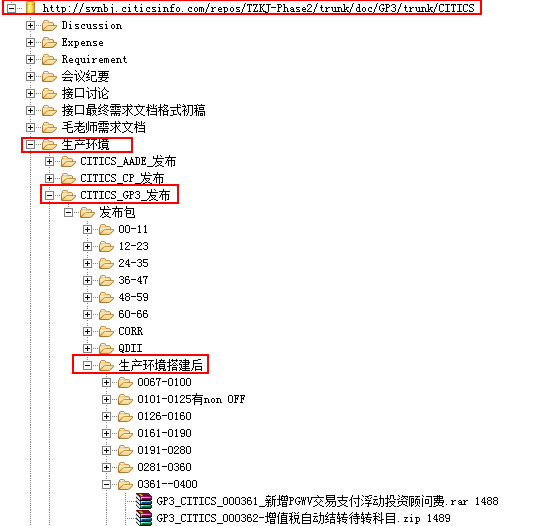 http://svnbj.citicsinfo.com/repos/TZKJ-Phase2/trunk/doc/GP3/trunk/CITICS
Discussion
Expense
Requirement
会议纪要
接口讨论
接口最终需求文档格式初稿
毛老师需求文档
生产环境
CITICS_AADE_发布
CITICS_CP_发布
CITICS_GP3_发布
发布包
00-11
12-23
24-35
36-47
48-59
60-66
CORR
QDII
生产环境搭建后
0067-0100
0101-0125有non OFF
0126-0160
0161-0190
0191-0280
0281-0360
0361--0400
GP3_CITICS_000361_新增PGWV交易支付浮动投资顾问费.rar 1488
GP3_CITICS_000362-增值税自动结转待转科目.zip 1489